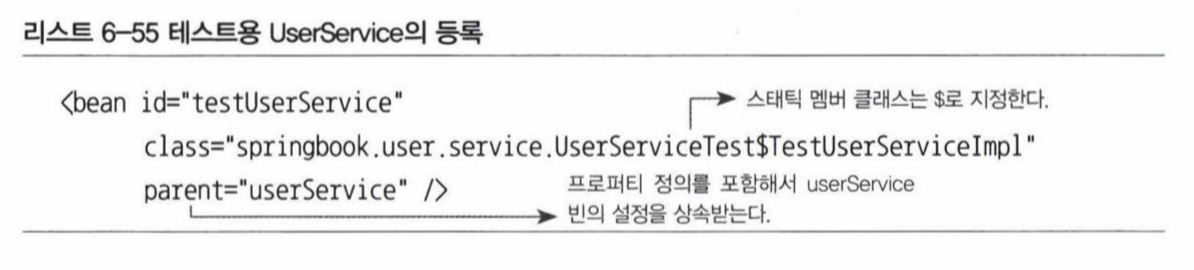 리스트 6–55 테스트용 UserService의 등록
<bean id="testUserService"
스태틱 멤버 클래스는 $로 지정한다.
class="springbook.user.service.UserServiceTest$TestUserServiceImpl"
parent="userService" />
프로퍼티 정의를 포함해서 userService
빈의 설정을 상속받는다.